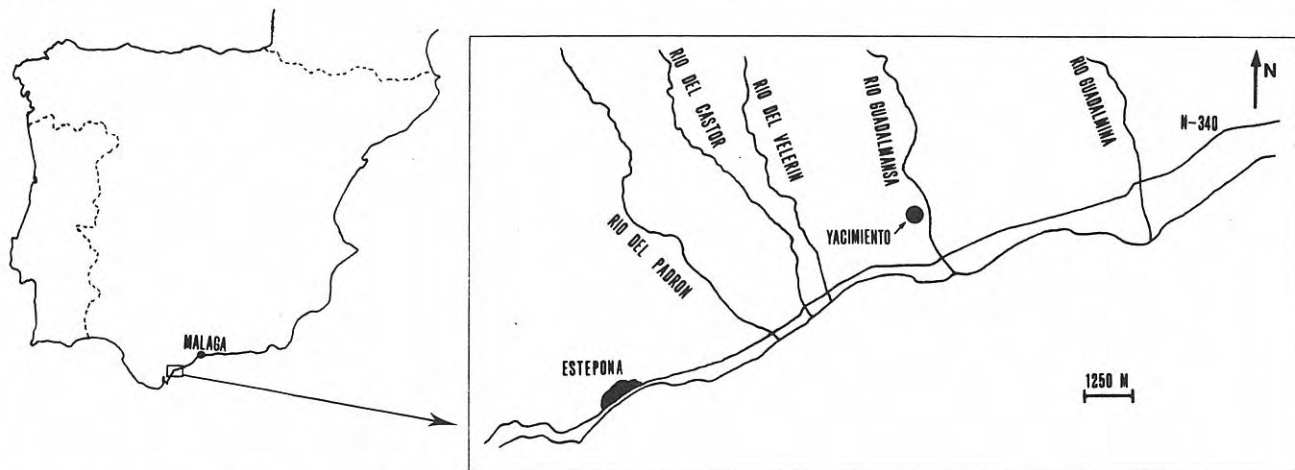 MALAGA
RIO DEL PADRON
RIO DEL CASTOR
RIO DEL VELERIN
RIO GUADALMANSA
RIO GUADALMINA
N
N-340
YACIMIENTO
ESTEPONA
1250 M